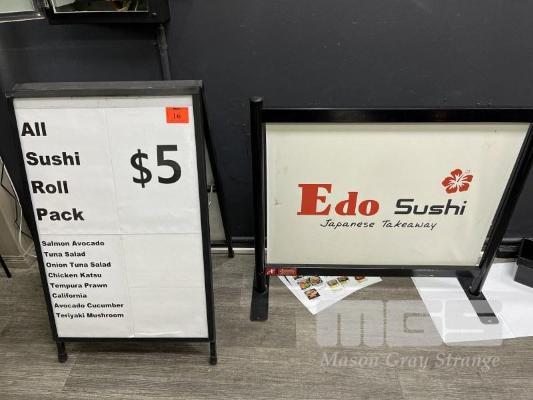 All
Sushi
Roll
Pack
16
$5
Salmon Avocado
Tuna Salad
Onion Tuna Salad
Chicken Katsu
Tempura Prawn
California
Avocado Cucumber
Teriyaki Mushroom
Edo Sushi
Japanese Takeaway
MGS
Mason Gray Strange